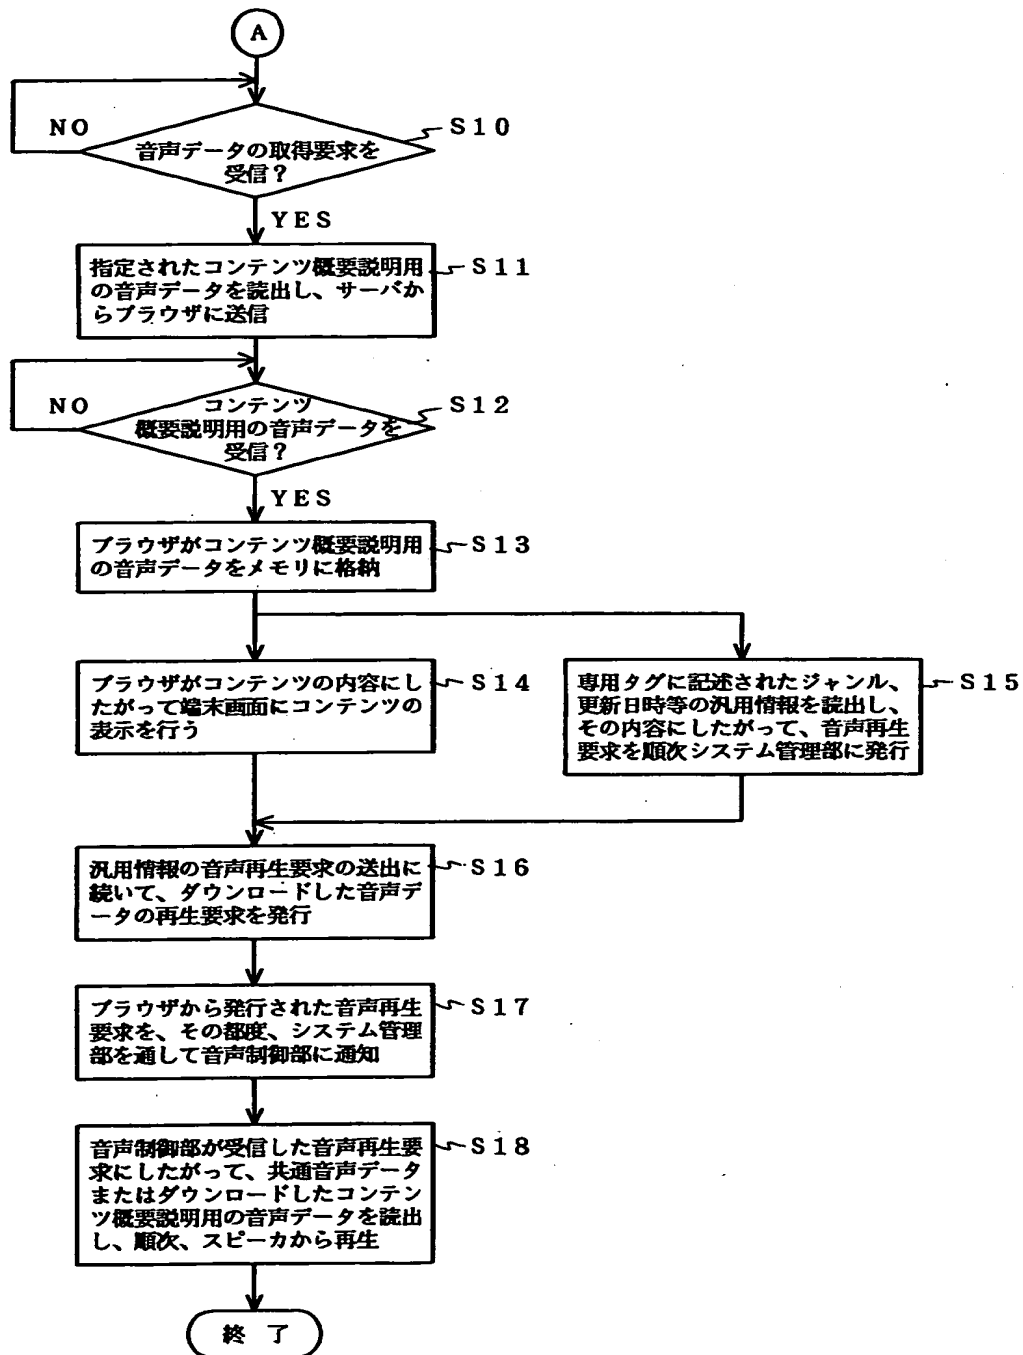 A
NO
S10
音声データの取得要求を
受信？
YES
指定されたコンテンツ概要説明用
の音声データを読出し、サーバか
らブラウザに送信
S11
NO
S12
コンテンツ
概要説明用の音声データを
受信？
YES
ブラウザがコンテンツ概要説明用
の音声データをメモリに格納
S13
ブラウザがコンテンツの内容にし
たがって端末画面にコンテンツの
表示を行う
S14
専用タグに記述されたジャンル、
更新日時等の汎用情報を読出し、
その内容にしたがって、音声再生
要求を順次システム管理部に発行
S15
汎用情報の音声再生要求の送出に
続いて、ダウンロードした音声デ
ータの再生要求を発行
S16
ブラウザから発行された音声再生
要求を、その都度、システム管理
部を通して音声制御部に通知
S17
音声制御部が受信した音声再生要
求にしたがって、共通音声データ
またはダウンロードしたコンテン
ツ概要説明用の音声データを読出
し、順次、スピーカから再生
S18
終 了